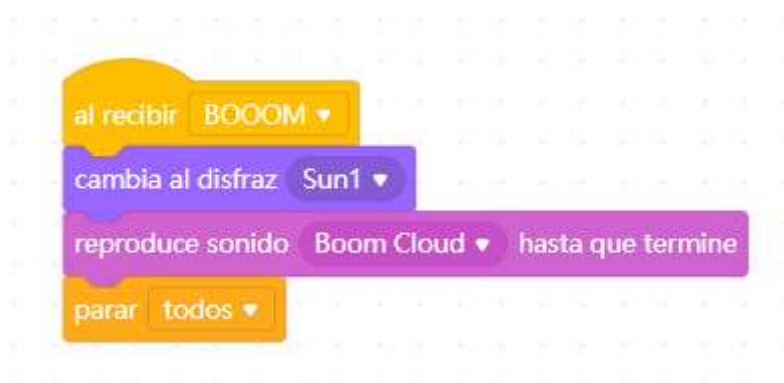 al recibir BOOOM
cambia al disfraz Sun1
reproduce sonido Boom Cloud hasta que termine
parar todos